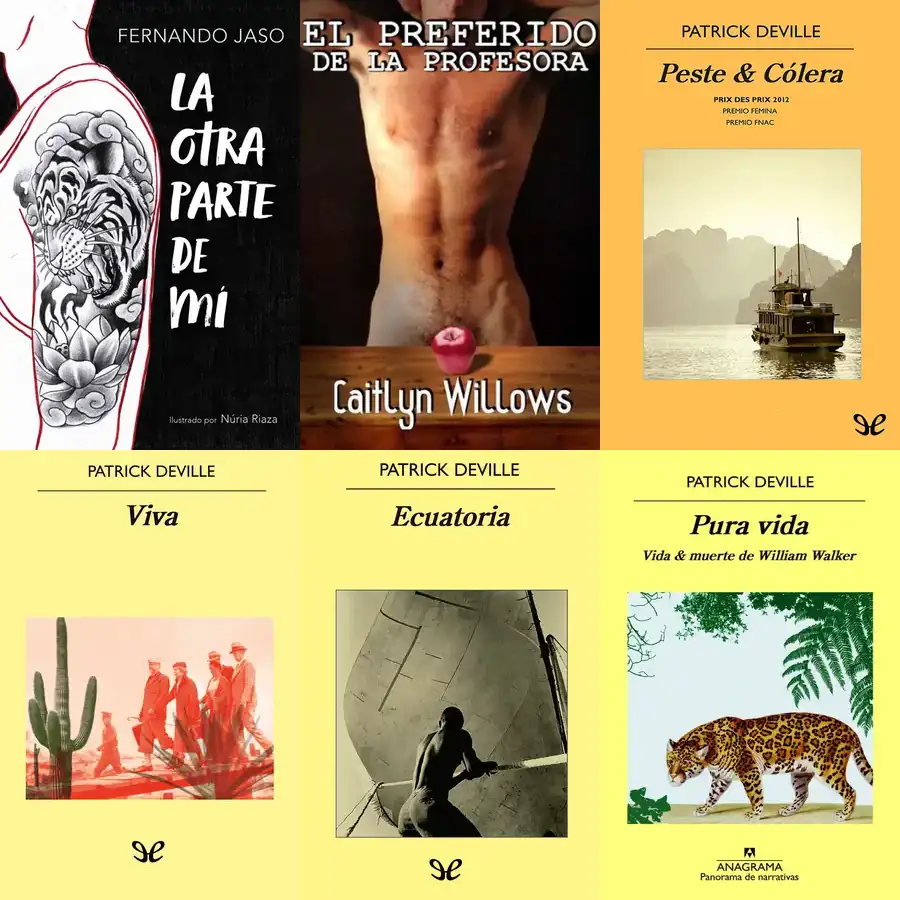 FERNANDO JASO
LA
OTRA
PARTE
DE
MÍ
Ilustrado por Núria Riaza
EL PREFERIDO
DE LA PROFESORA
Caitlyn Willows
PATRICK DEVILLE
Peste & Cólera
PRIX DES PRIX 2012
PREMIO FEMINA
PREMIO FNAC
PATRICK DEVILLE
Viva
PATRICK DEVILLE
Ecuatoria
PATRICK DEVILLE
Pura vida
Vida & muerte de William Walker
ANAGRAMA
Panorama de narrativas